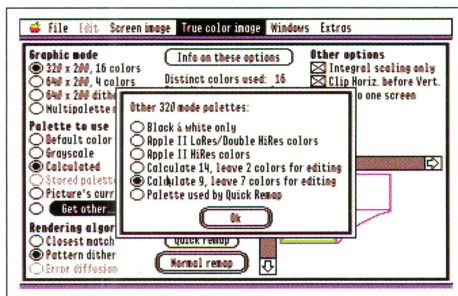 File Edit Screen image True color image Windows Extras
Graphic mode
320 x 200, 16 colors
640 x 200, 4 colors
640 x 200 dithe
Multipalette
Palette to use
Default color
Grayscale
Calculated
Stored palette
Picture's curr
Get other...
Rendering algor
Closest match
Pattern dither
Error diffusion
Info on these options
Distinct colors used: 16
Other options
Integral scaling only
Clip Horiz. before Vert.
o one screen
Other 320 mode palettes:
Black & white only
Apple II LoRes/Double HiRes colors
Apple II HiRes colors
Calculate 14, leave 2 colors for editing
Calculate 9, leave 7 colors for editing
Palette used by Quick Remap
Ok
Quick remap
Normal remap